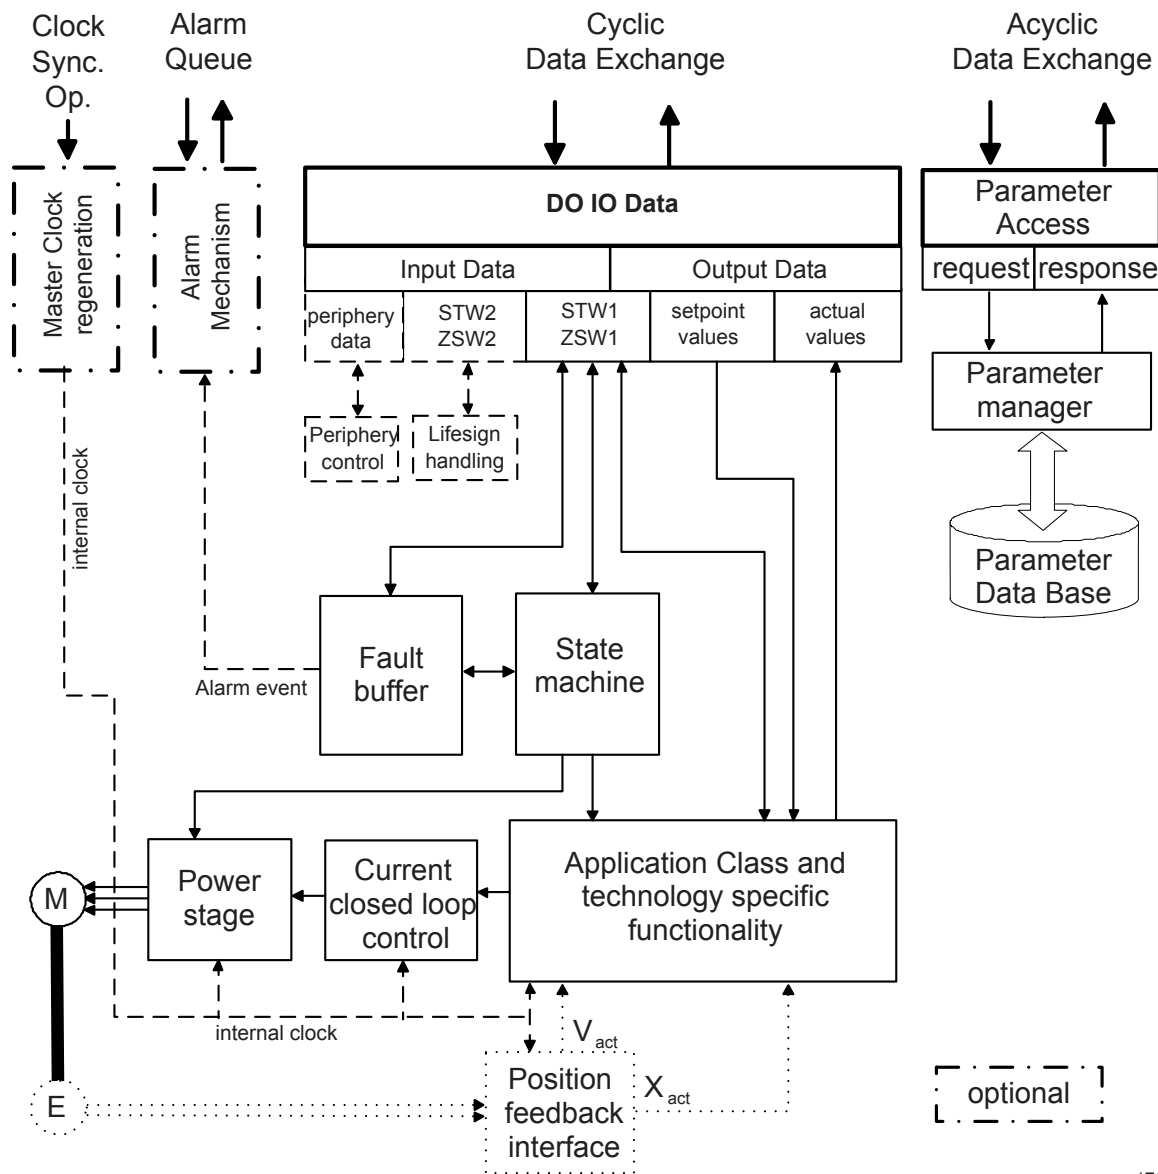 Clock
Sync.
Op.
Alarm
Queue
Cyclic
Data Exchange
Acyclic
Data Exchange
Master Clock
regeneration
Alarm
Mechanism
DO IO Data
Input Data
Output Data
periphery
data
STW2
ZSW2
STW1
ZSW1
setpoint
values
actual
values
Parameter
Access
request
response
Periphery
control
Lifesign
handling
Parameter
manager
Parameter
Data Base
internal clock
Fault
buffer
State
machine
Alarm event
M
Power
stage
Current
closed loop
control
Application Class and
technology specific
functionality
internal clock
V act
X act
E
Position
feedback
interface
optional